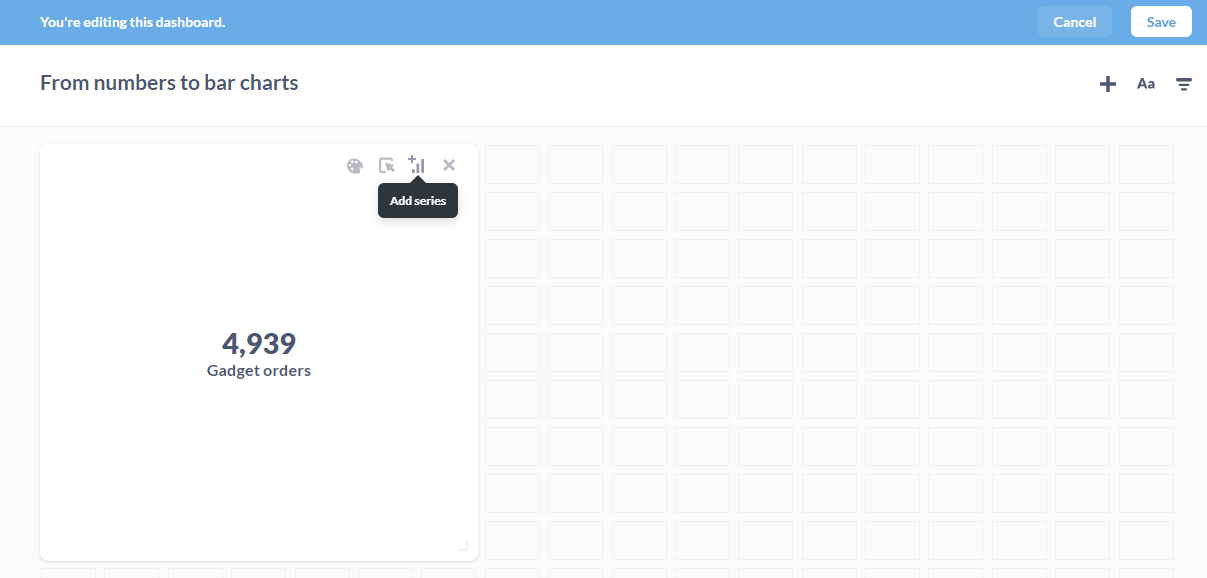 You're editing this dashboard.
Cancel
Save
From numbers to bar charts
Aa
Add series
4,939
Gadget orders